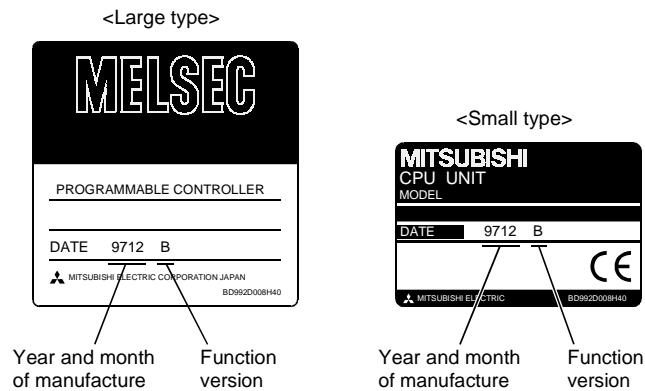 <Large type>
MELSEC
PROGRAMMABLE CONTROLLER
DATE 9712 B
MITSUBISHI ELECTRIC CORPORATION JAPAN
BD992D008H40
Year and month
of manufacture
Function
version
<Small type>
MITSUBISHI
CPU UNIT
MODEL
DATE 9712 B
CE
MITSUBISHI ELECTRIC BD992D008H40
Year and month
of manufacture
Function
version